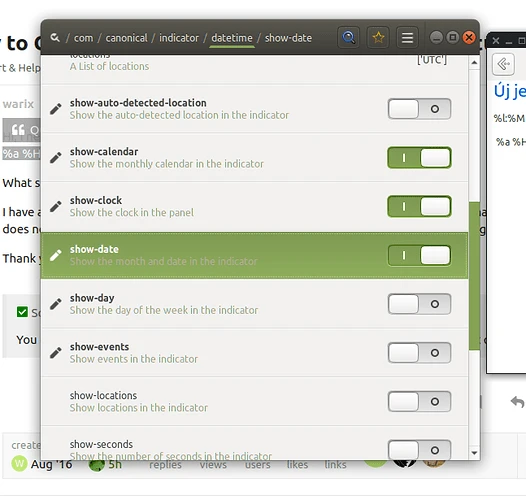 / com / canonical / indicator / datetime / show-date
locations
['UTC']
A List of locations
show-auto-detected-location
Show the auto-detected location in the indicator
show-calendar
Show the monthly calendar in the indicator
show-clock
Show the clock in the panel
show-date
Show the month and date in the indicator
show-day
Show the day of the week in the indicator
show-events
Show events in the indicator
show-locations
Show locations in the indicator
show-seconds
Show the number of seconds in the indicator
y to
rt & Help
warix
%a %H
What s
I have a
does no
Thank y
You
create
W Aug '16
5h
replies views users likes links
Új je
%l:%M
%a %H